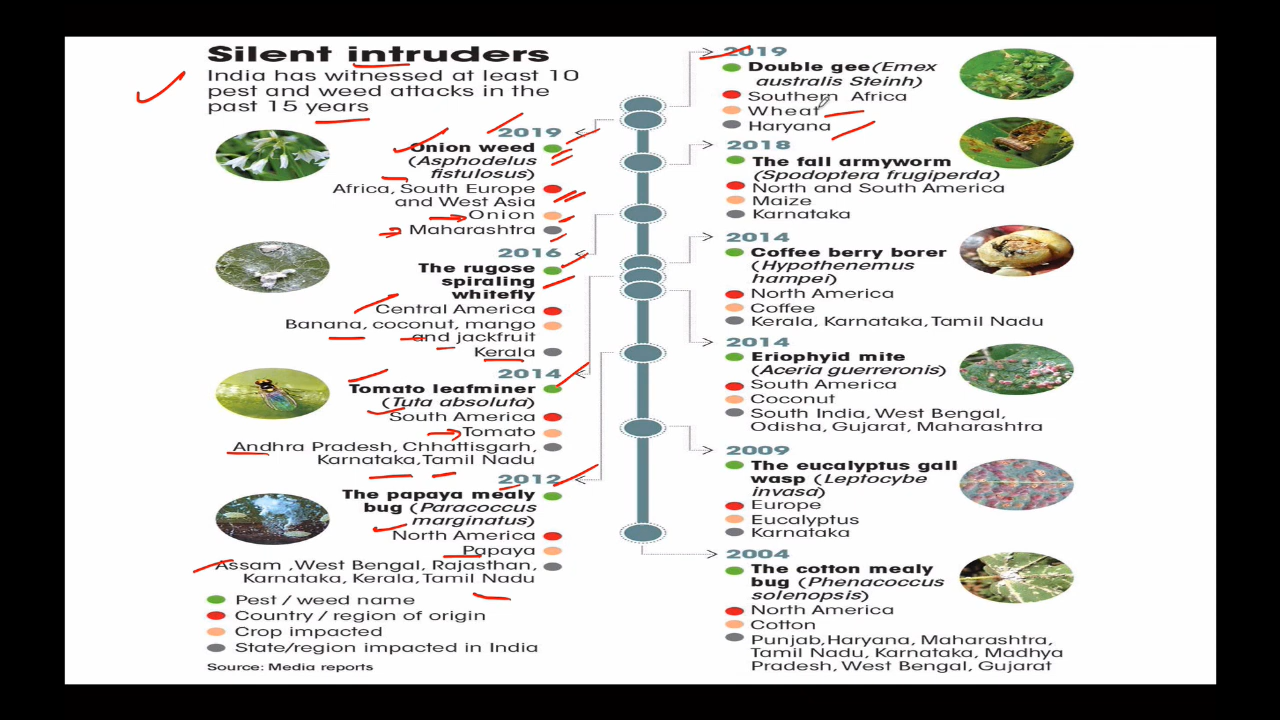 Silent intruders
India has witnessed at least 10
pest and weed attacks in the
past 15 years
2019
Onion weed
(Asphodelus
fistulosus)
Africa, South Europe
and West Asia
Onion
Maharashtra
2016
The rugose
spiraling
whitefly
Central America
Banana, coconut, mango
and jackfruit
Kerala
2014
Tomato leafminer
(Tuta absoluta)
South America
Tomato
Andhra Pradesh, Chhattisgarh,
Karnataka, Tamil Nadu
2012
The papaya mealy
bug (Paracoccus
marginatus)
North America
Papaya
Assam ,West Bengal, Rajasthan,
Karnataka, Kerala, Tamil Nadu
Pest / weed name
Country / region of origin
Crop impacted
State/region impacted in India
Source: Media reports
2019
Double gee(Emex
australis Steinh)
Southern Africa
Wheat
Haryana
2018
The fall armyworm
(Spodoptera frugiperda)
North and South America
Maize
Karnataka
2014
Coffee berry borer
(Hypothenemus
hampei)
North America
Coffee
Kerala, Karnataka, Tamil Nadu
2014
Eriophyid mite
(Aceria guerreronis)
South America
Coconut
South India, West Bengal,
Odisha, Gujarat, Maharashtra
2009
The eucalyptus gall
wasp (Leptocybe
invasa)
Europe
Eucalyptus
Karnataka
2004
The cotton mealy
bug (Phenacoccus
solenopsis)
North America
Cotton
Punjab, Haryana, Maharashtra,
Tamil Nadu, Karnataka, Madhya
Pradesh, West Bengal, Gujarat